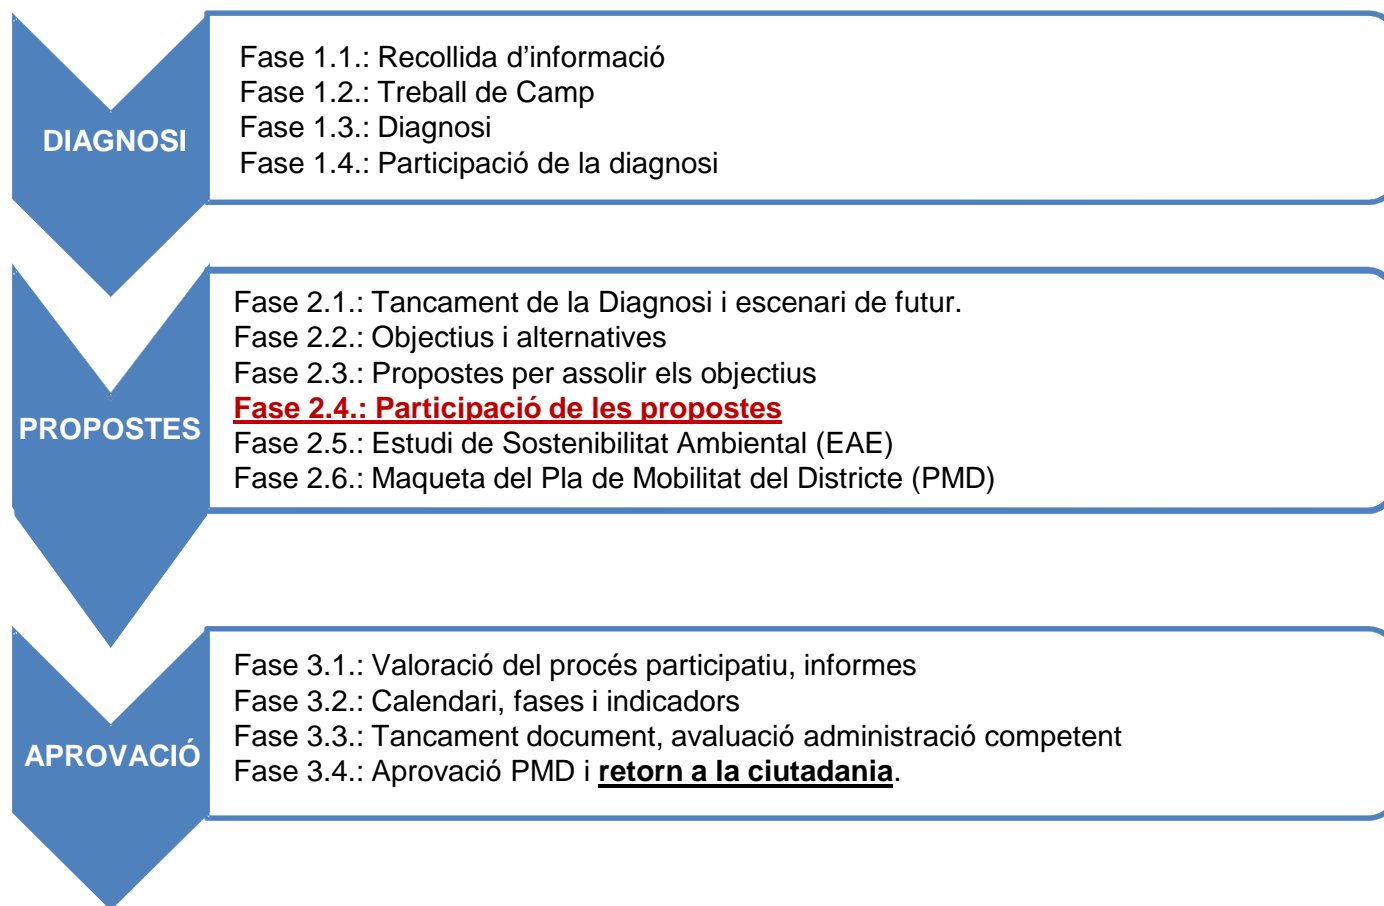 DIAGNOSI
Fase 1.1.: Recollida d’informació
Fase 1.2.: Treball de Camp
Fase 1.3.: Diagnosi
Fase 1.4.: Participació de la diagnosi
PROPOSTES
Fase 2.1.: Tancament de la Diagnosi i escenari de futur.
Fase 2.2.: Objectius i alternatives
Fase 2.3.: Propostes per assolir els objectius
Fase 2.4.: Participació de les propostes
Fase 2.5.: Estudi de Sostenibilitat Ambiental (EAE)
Fase 2.6.: Maqueta del Pla de Mobilitat del Districte (PMD)
APROVACIÓ
Fase 3.1.: Valoració del procés participatiu, informes
Fase 3.2.: Calendari, fases i indicadors
Fase 3.3.: Tancament document, avaluació administració competent
Fase 3.4.: Aprovació PMD i retorn a la ciutadania.